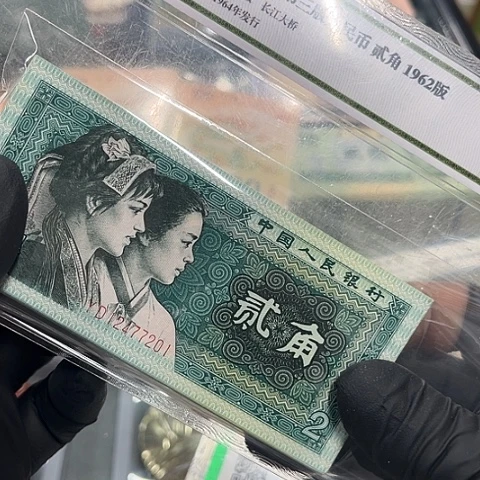 1964年发行 长江大桥
民币 贰角 1962版
中国人民银行
贰角
2